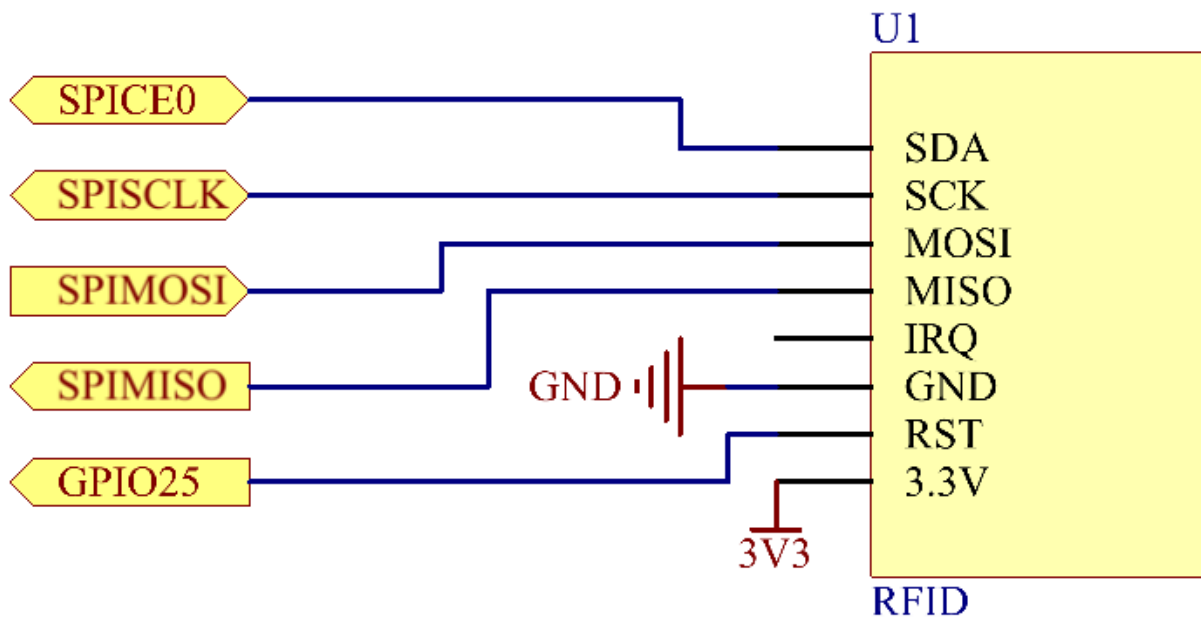 U1
SPICE0
SDA
SPISCLK
SCK
MOSI
SPIMOSI
MISO
IRQ
SPIMISO
GND
GND
RST
GPIO25
3.3V
3V3
RFID